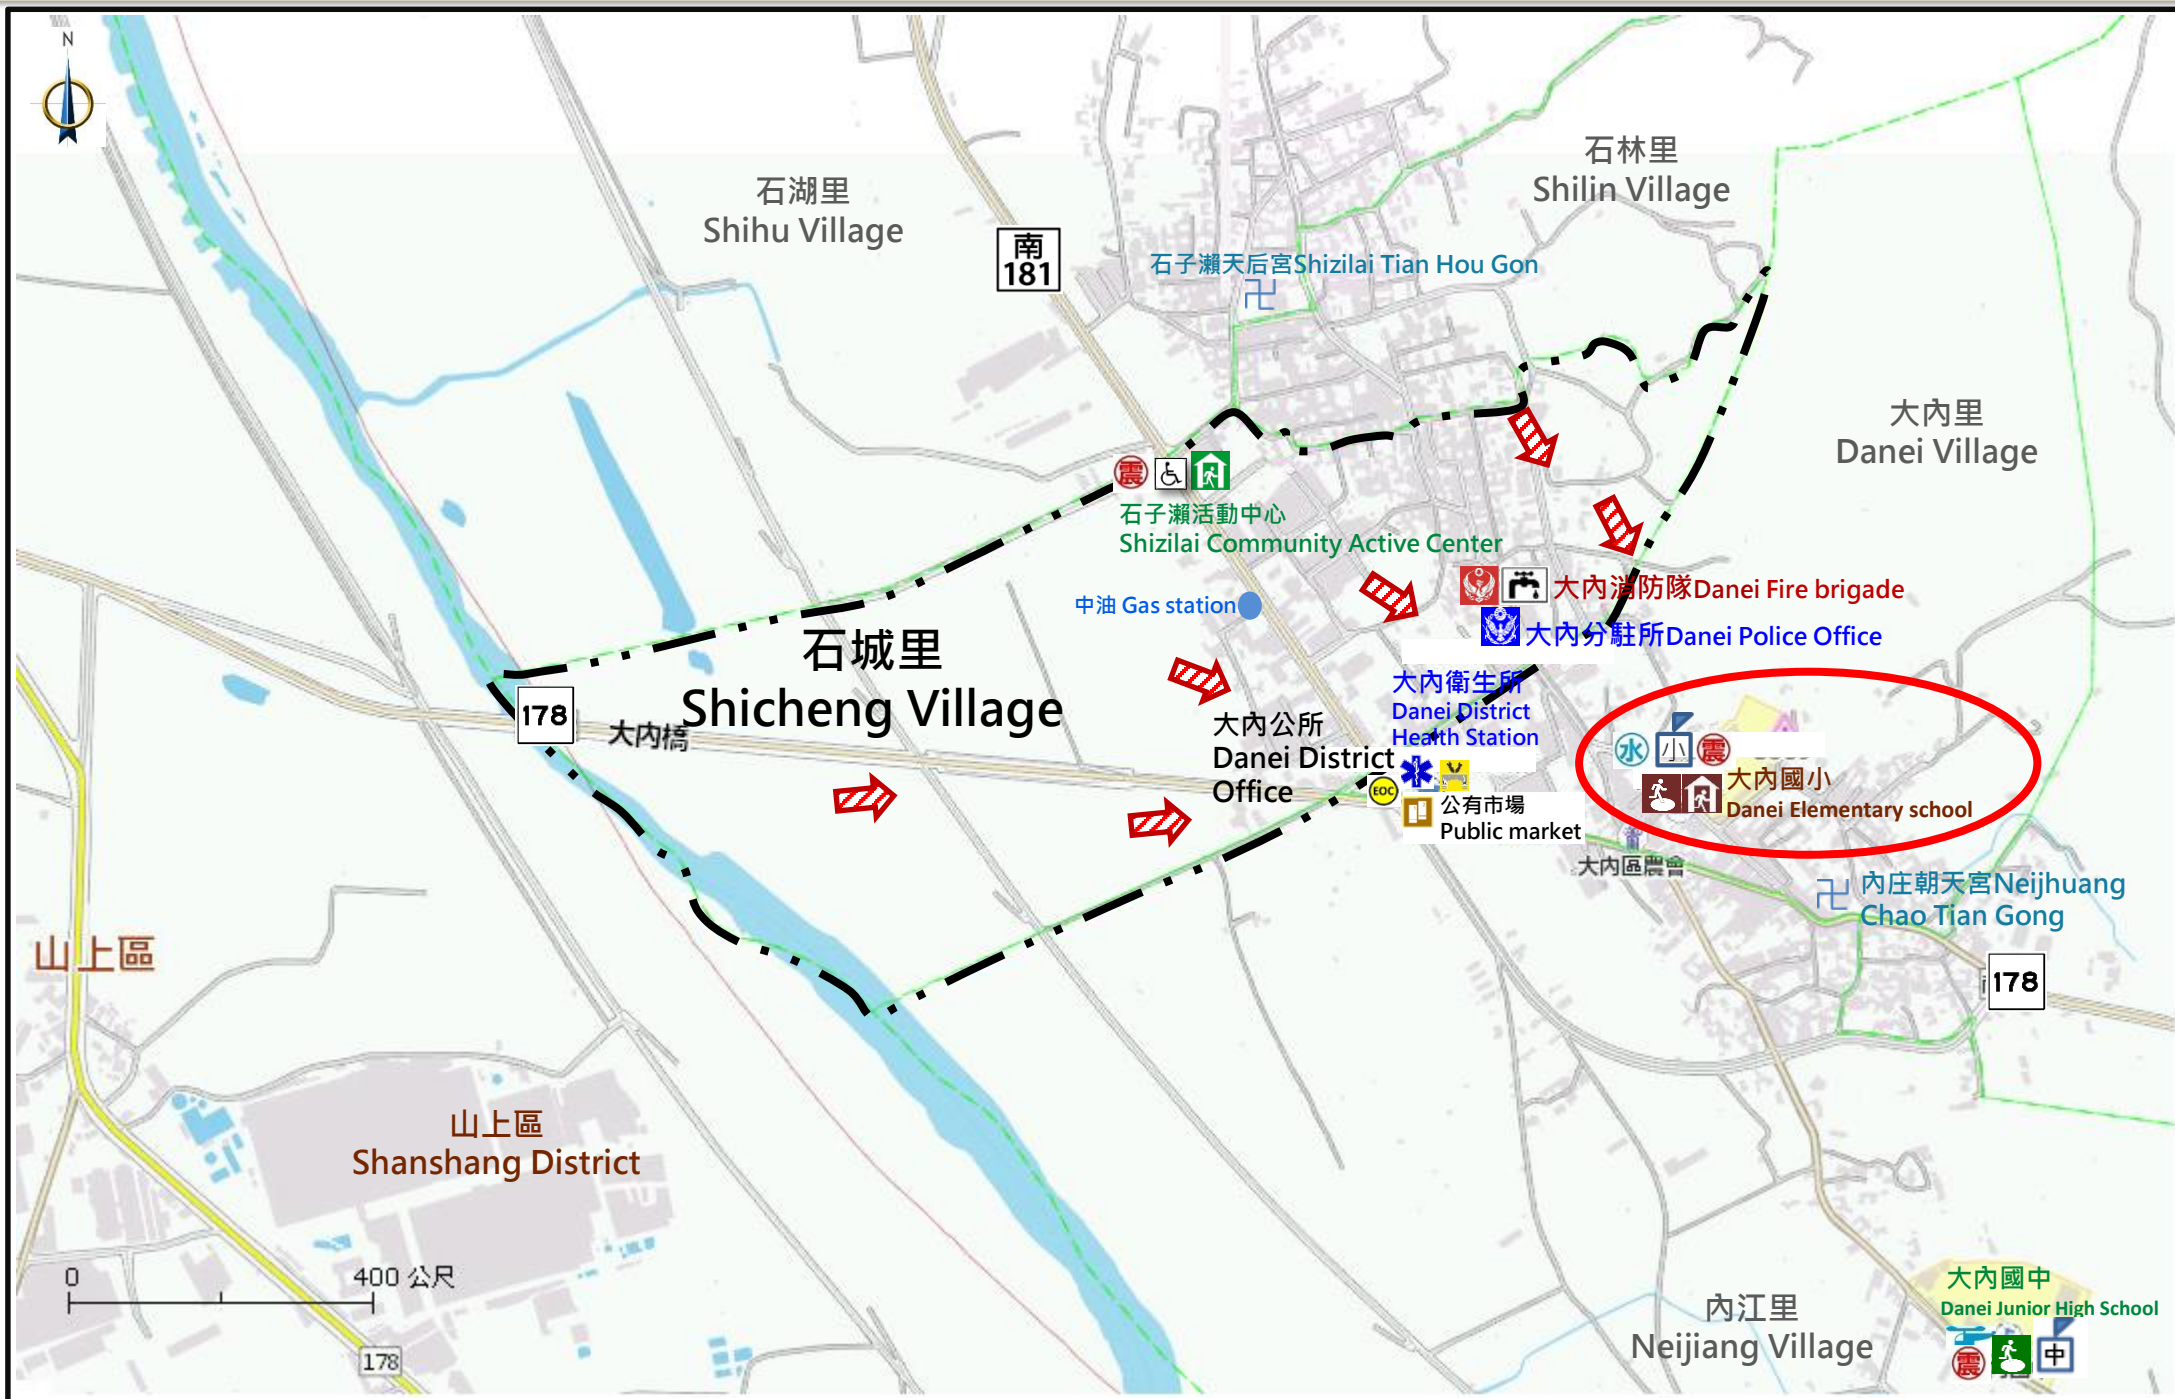 N
石湖里
Shihu Village
南
181
石林里
Shilin Village
石子瀨天后宮Shizilai Tian Hou Gon
卍
大內里
Danei Village
震
石子瀨活動中心
Shizilai Community Active Center
中油 Gas station
大內消防隊Danei Fire brigade
大內分駐所Danei Police Office
石城里
Shicheng Village
178
大內橋
大內衛生所
Danei District
Health Station
大內公所
Danei District
Office
EOC
公有市場
Public market
水
小
震
大內國小
Danei Elementary school
大內區農會
卍
內庄朝天宮Neijhuang
Chao Tian Gong
178
山上區
山上區
Shanshang District
0
400 公尺
178
內江里
Neijiang Village
大內國中
Danei Junior High School
震
中